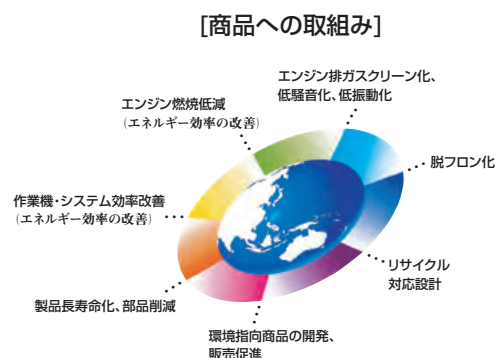 [商品への取組み]
エンジン排ガスクリーン化、
低騒音化、低振動化
エンジン燃焼低減
(エネルギー効率の改善)
脱フロン化
作業機・システム効率改善
(エネルギー効率の改善)
リサイクル
対応設計
製品長寿命化、部品削減
環境指向商品の開発、
販売促進